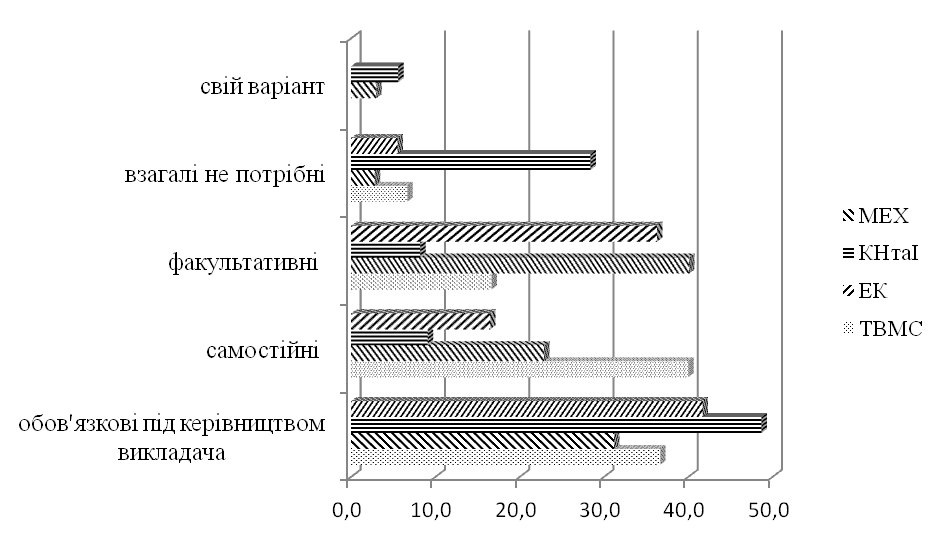 свій варіант
взагалі не потрібні
факультативні
самостійні
обов'язкові під керівництвом
викладача
0,0 10,0 20,0 30,0 40,0 50,0
МЕХ
КНтаІ
ЕК
ТВМС